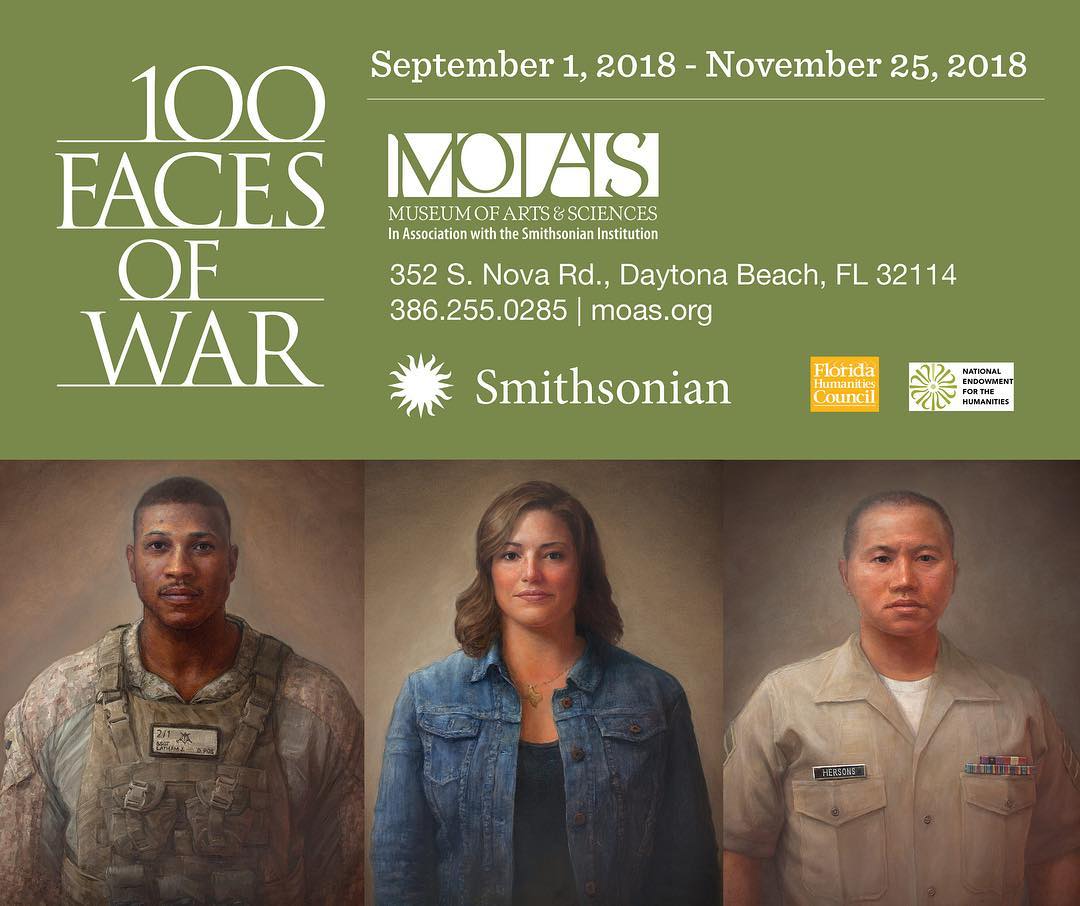 100
FACES
OF
WAR
September 1, 2018 - November 25, 2018
MOAS
MUSEUM OF ARTS & SCIENCES
In Association with the Smithsonian Institution
352 S. Nova Rd., Daytona Beach, FL 32114
386.255.0285 | moas.org
Smithsonian
Florida
Humanities
Council
NATIONAL
ENDOWMENT
FOR THE
HUMANITIES
2/1
LATHAM J. O POS
HERSONS